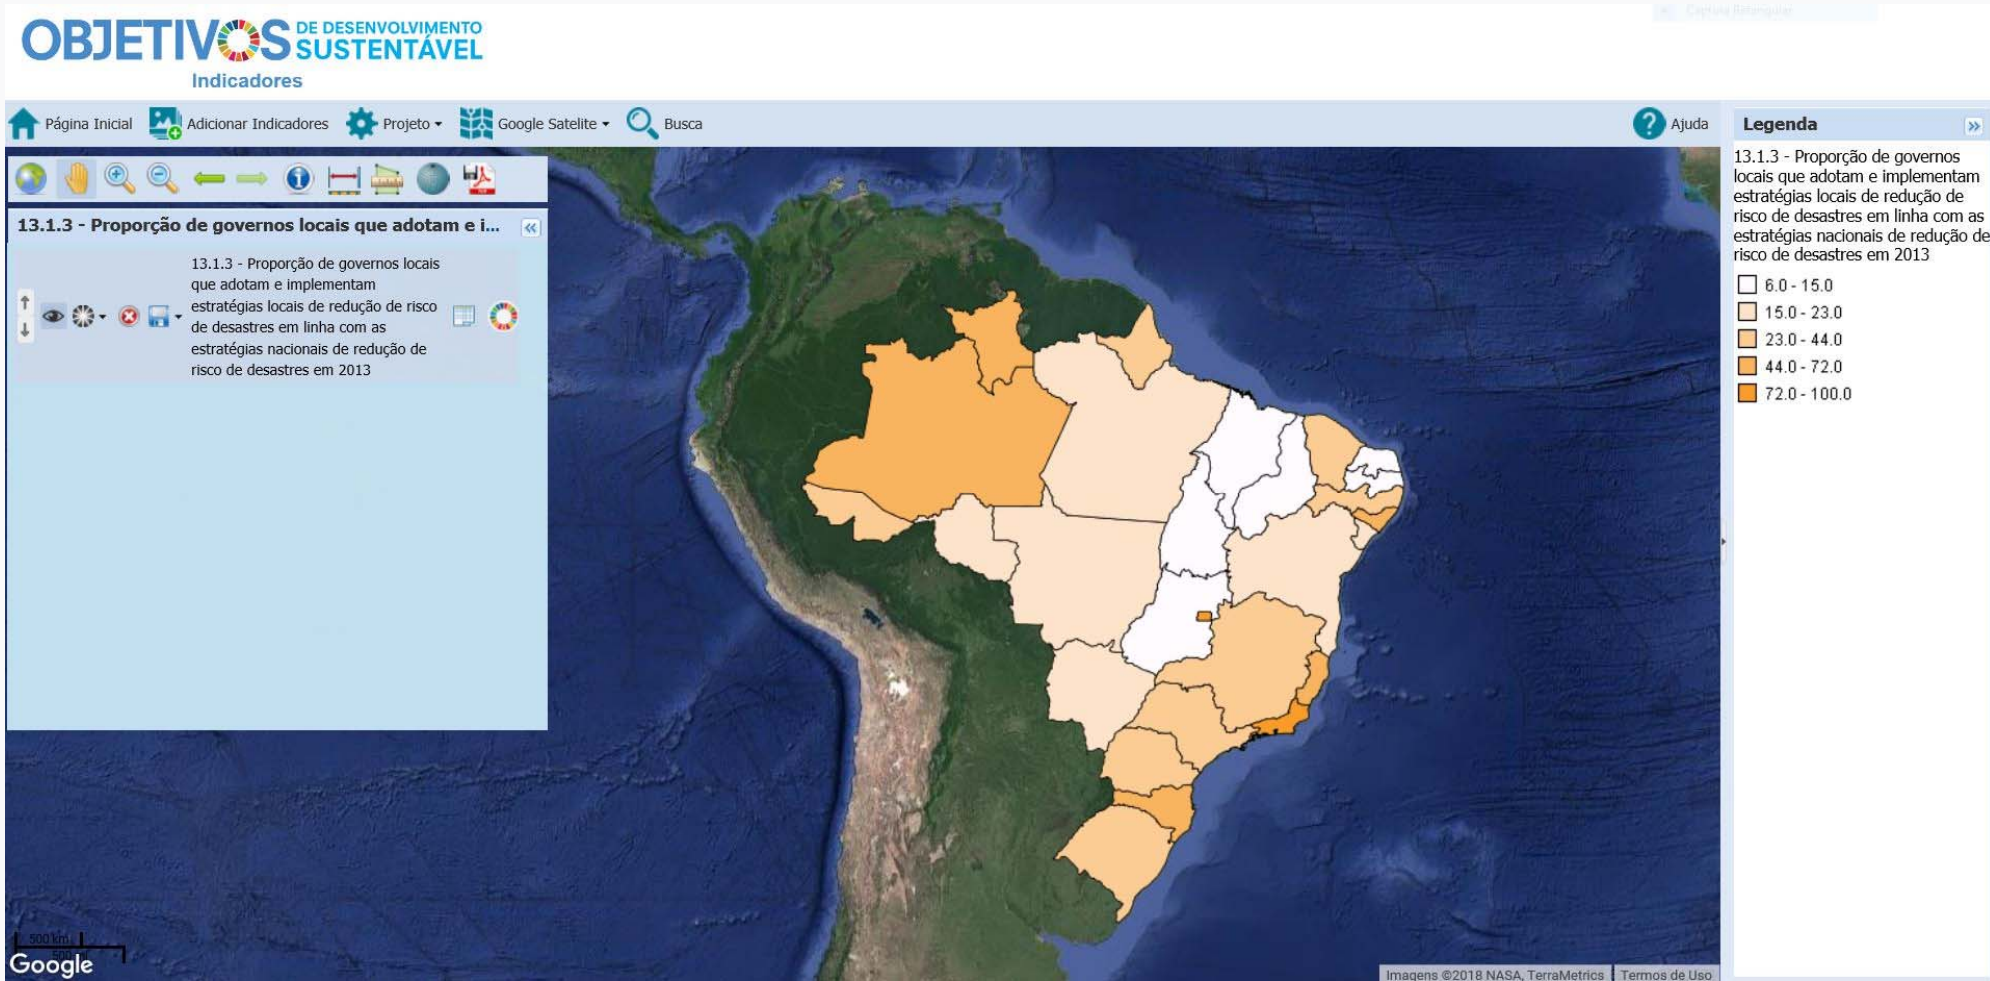 OBJETIVOS DE DESENVOLVIMENTO
SUSTENTÁVEL
Indicadores
Página Inicial Adicionar Indicadores Projeto Google Satelite Busca Ajuda
13.1.3 - Proporção de governos locais que adotam e i...
13.1.3 - Proporção de governos locais
que adotam e implementam
estratégias locais de redução de risco
de desastres em linha com as
estratégias nacionais de redução de
risco de desastres em 2013
Legenda
13.1.3 - Proporção de governos
locais que adotam e implementam
estratégias locais de redução de
risco de desastres em linha com as
estratégias nacionais de redução de
risco de desastres em 2013
6.0 - 15.0
15.0 - 23.0
23.0 - 44.0
44.0 - 72.0
72.0 - 100.0
500 km
Google
Imagens ©2018 NASA, TerraMetrics Termos de Uso